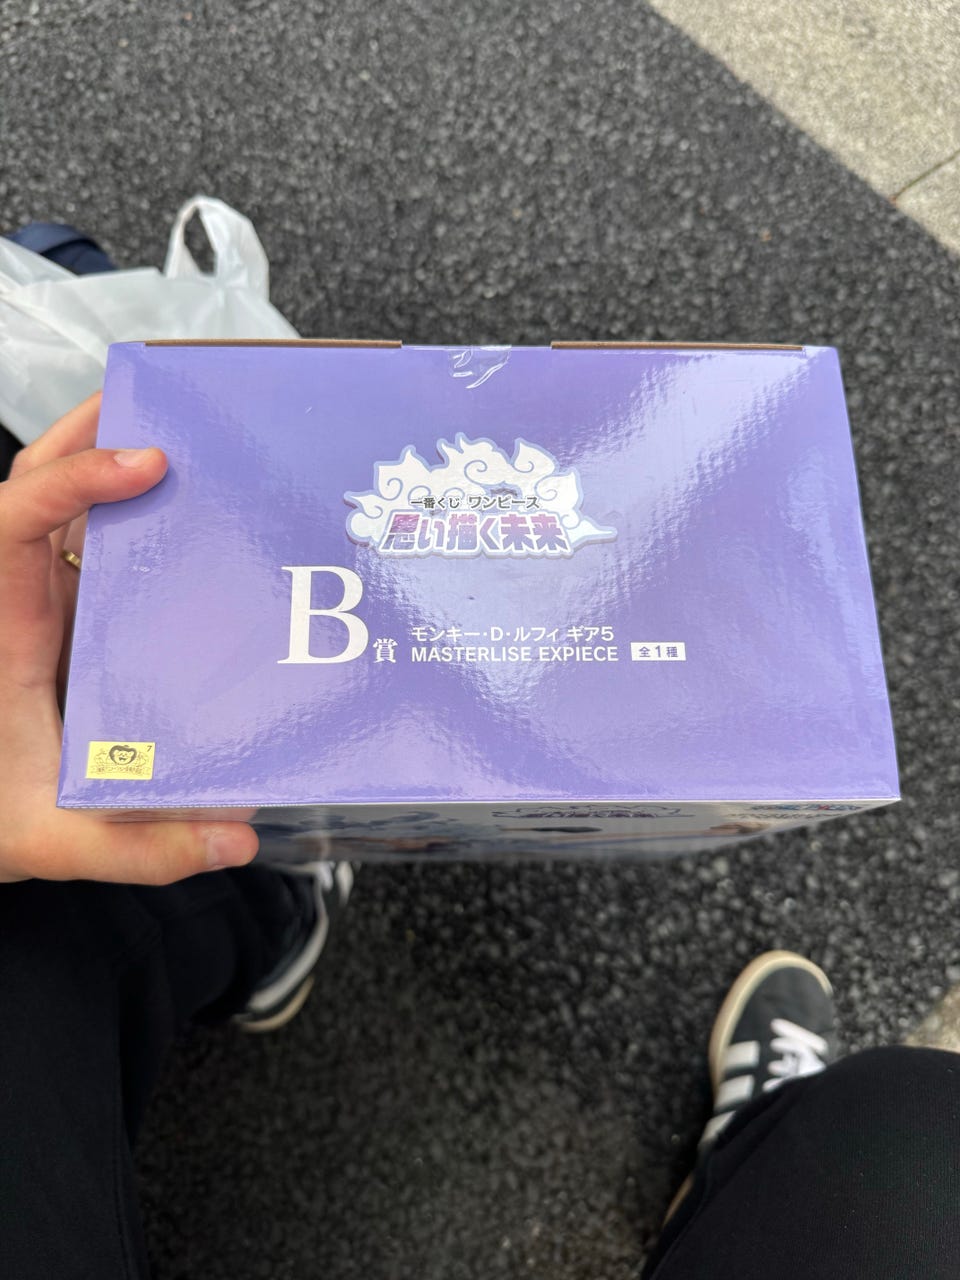 一番くじ ワンピース
思い描く未来
B賞
モンキー・D・ルフィ ギア5
MASTERLISE EXPIECE
全1種
7